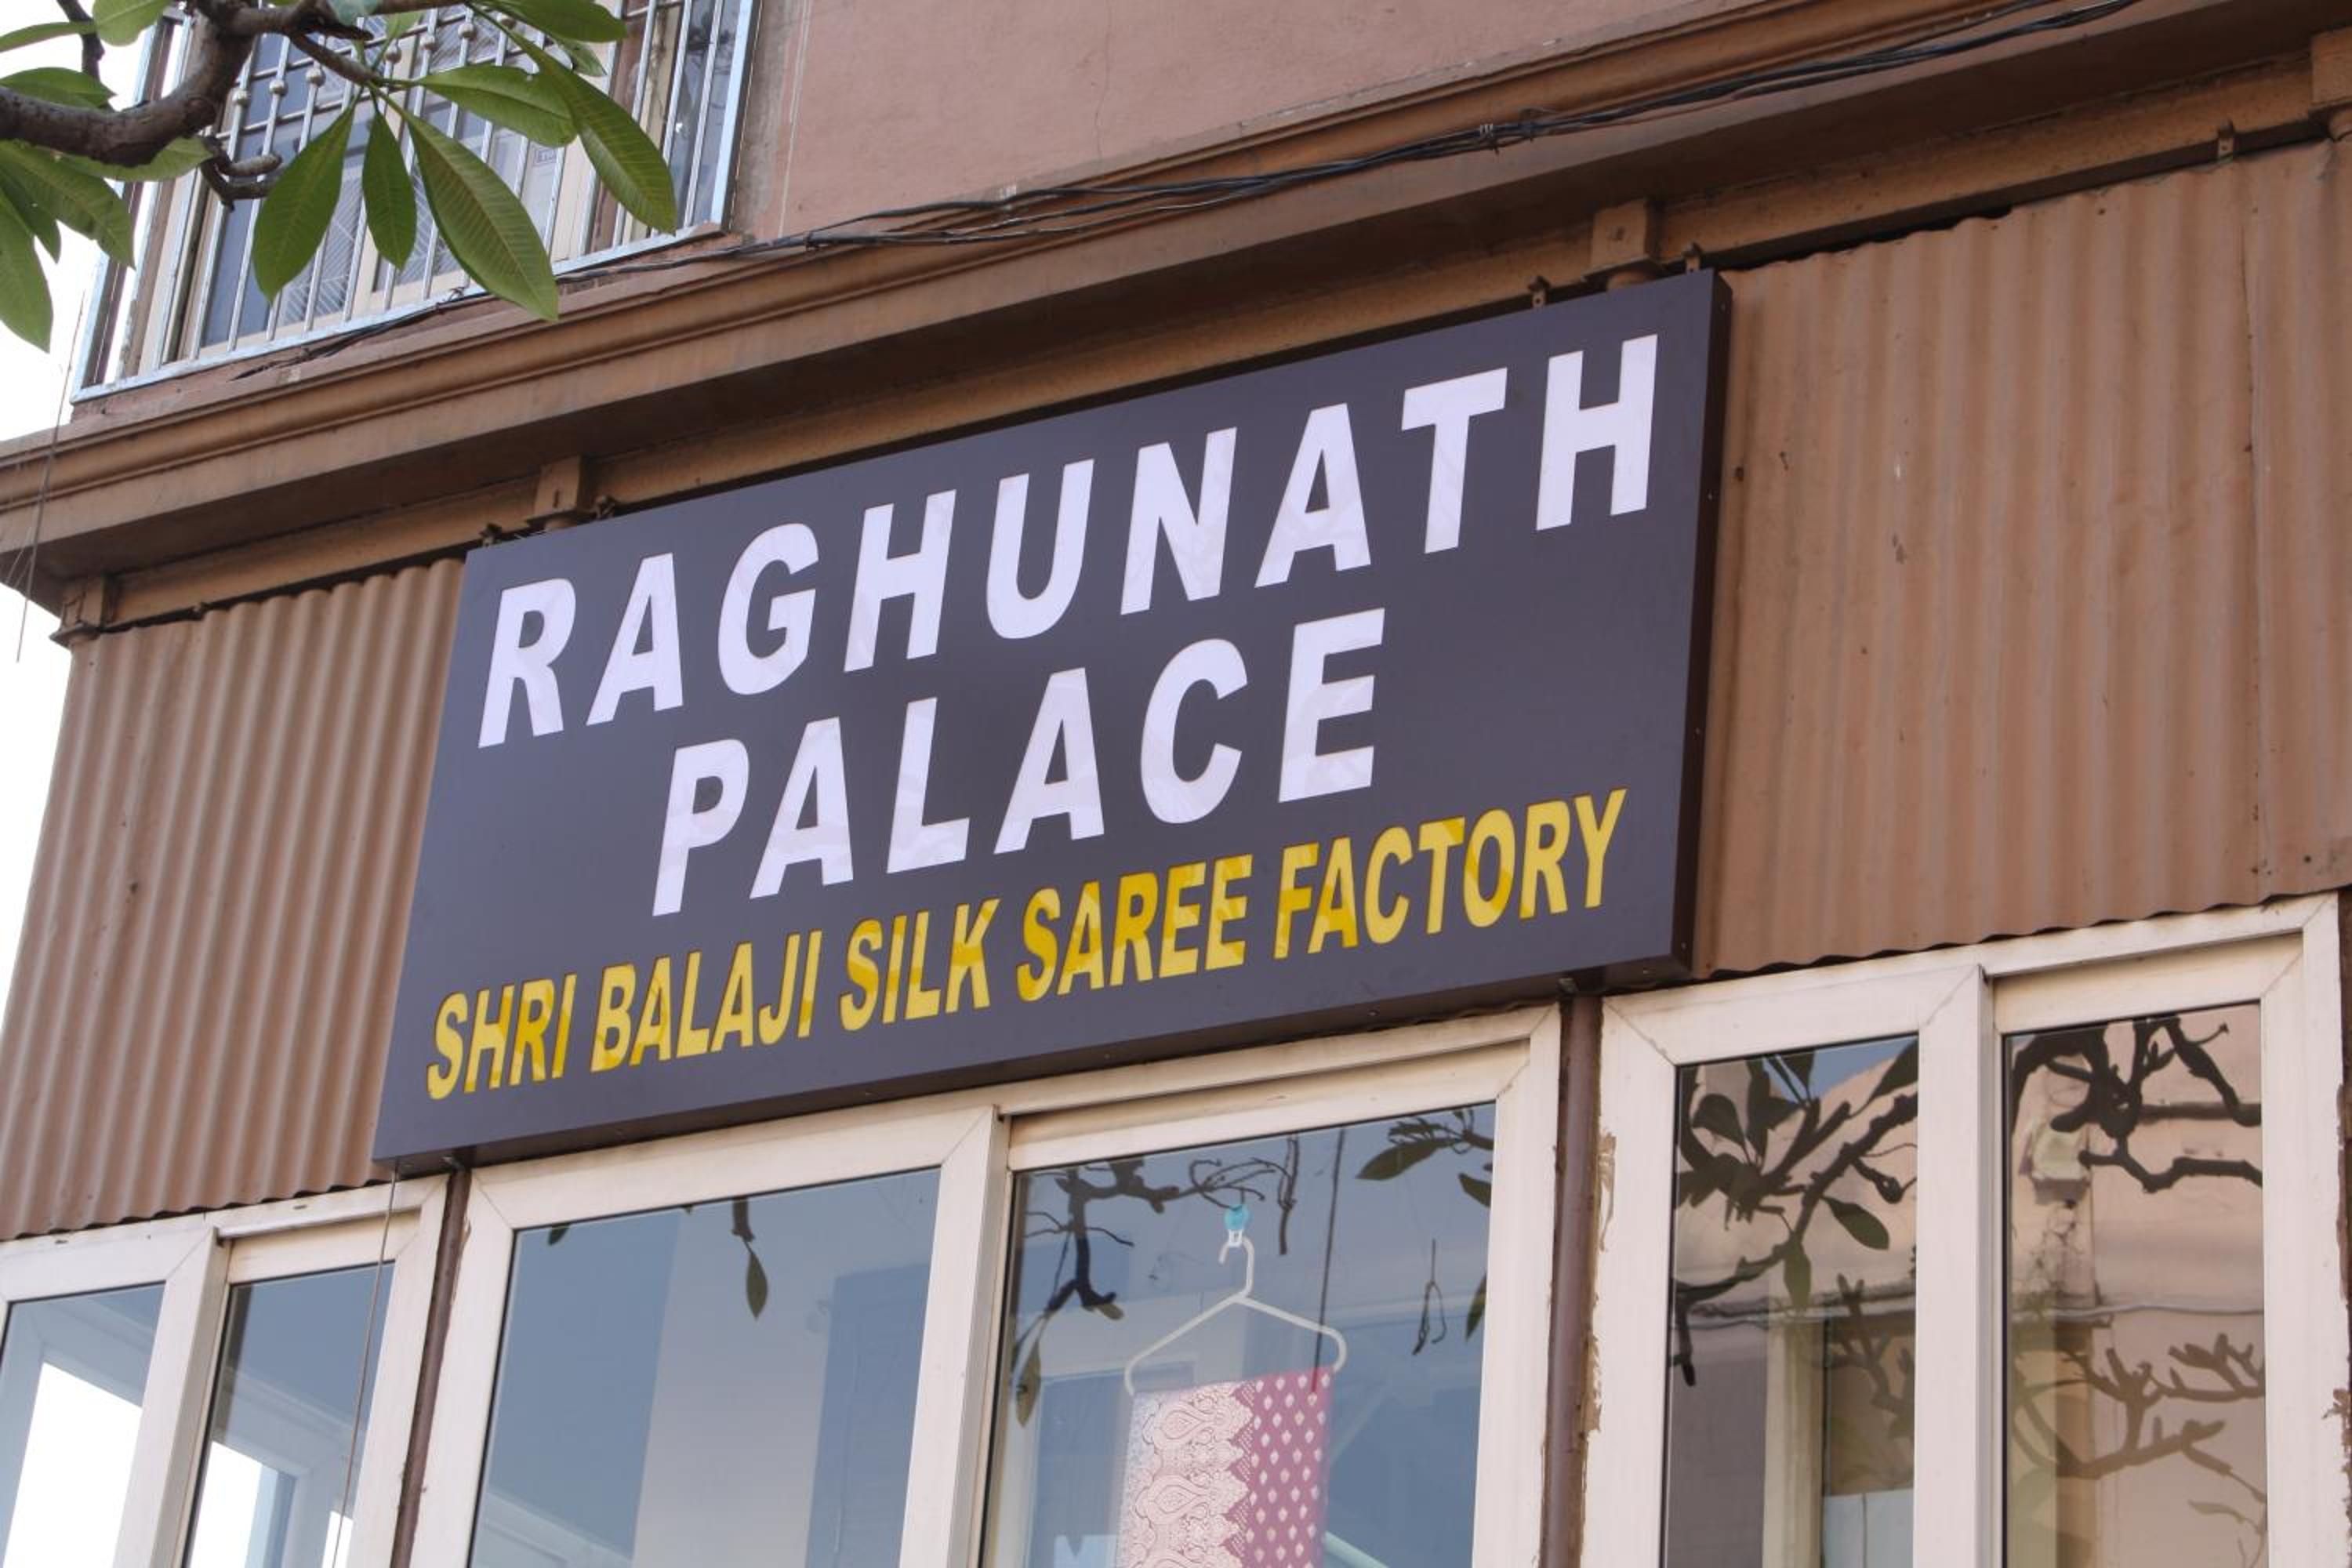 RAGHUNATH
PALACE
SHRI BALAJI SILK SAREE FACTORY